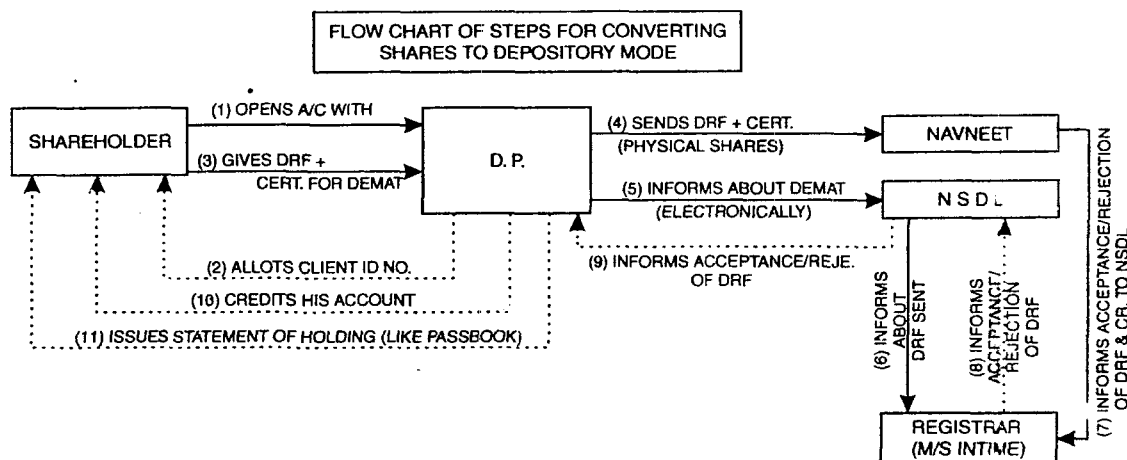 FLOW CHART OF STEPS FOR CONVERTING
SHARES TO DEPOSITORY MODE
SHAREHOLDER
(1) OPENS A/C WITH
(3) GIVES DRF +
CERT. FOR DEMAT
D. P.
(4) SENDS DRF + CERT.
(PHYSICAL SHARES)
NAVNEET
(5) INFORMS ABOUT DEMAT
(ELECTRONICALLY)
N S D L
(2) ALLOTS CLIENT ID NO.
(10) CREDITS HIS ACCOUNT
(11) ISSUES STATEMENT OF HOLDING (LIKE PASSBOOK)
(9) INFORMS ACCEPTANCE/REJE.
OF DRF
(6) INFORMS
ABOUT
DRF SENT
(8) INFORMS
ACCEPTANCE/
REJECTION
OF DRF
(7) INFORMS ACCEPTANCE/REJECTION
OF DRF & CR. TO NSDL
REGISTRAR
(M/S INTIME)